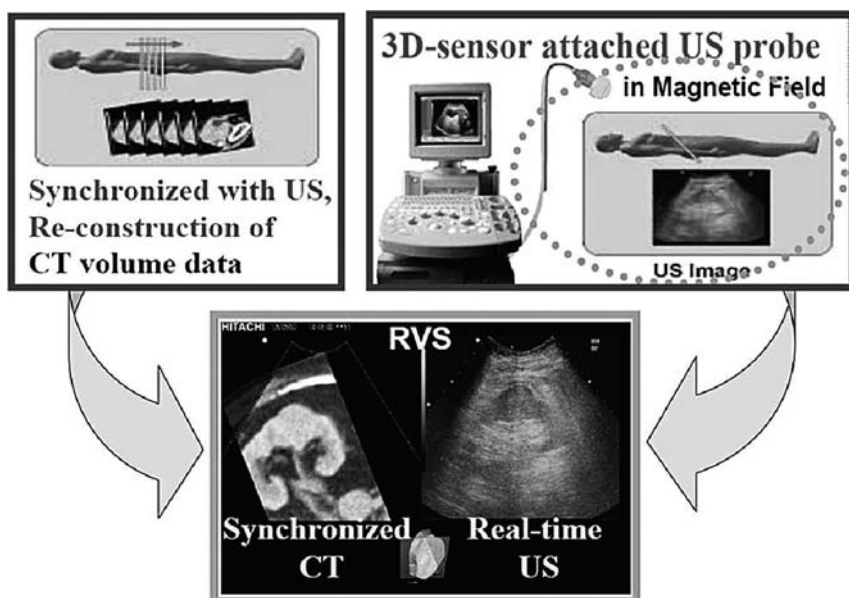 Synchronized with US,
Re-construction of
CT volume data
3D-sensor attached US probe
in Magnetic Field
US Image
HITACHI
RVS
Synchronized
CT
Real-time
US